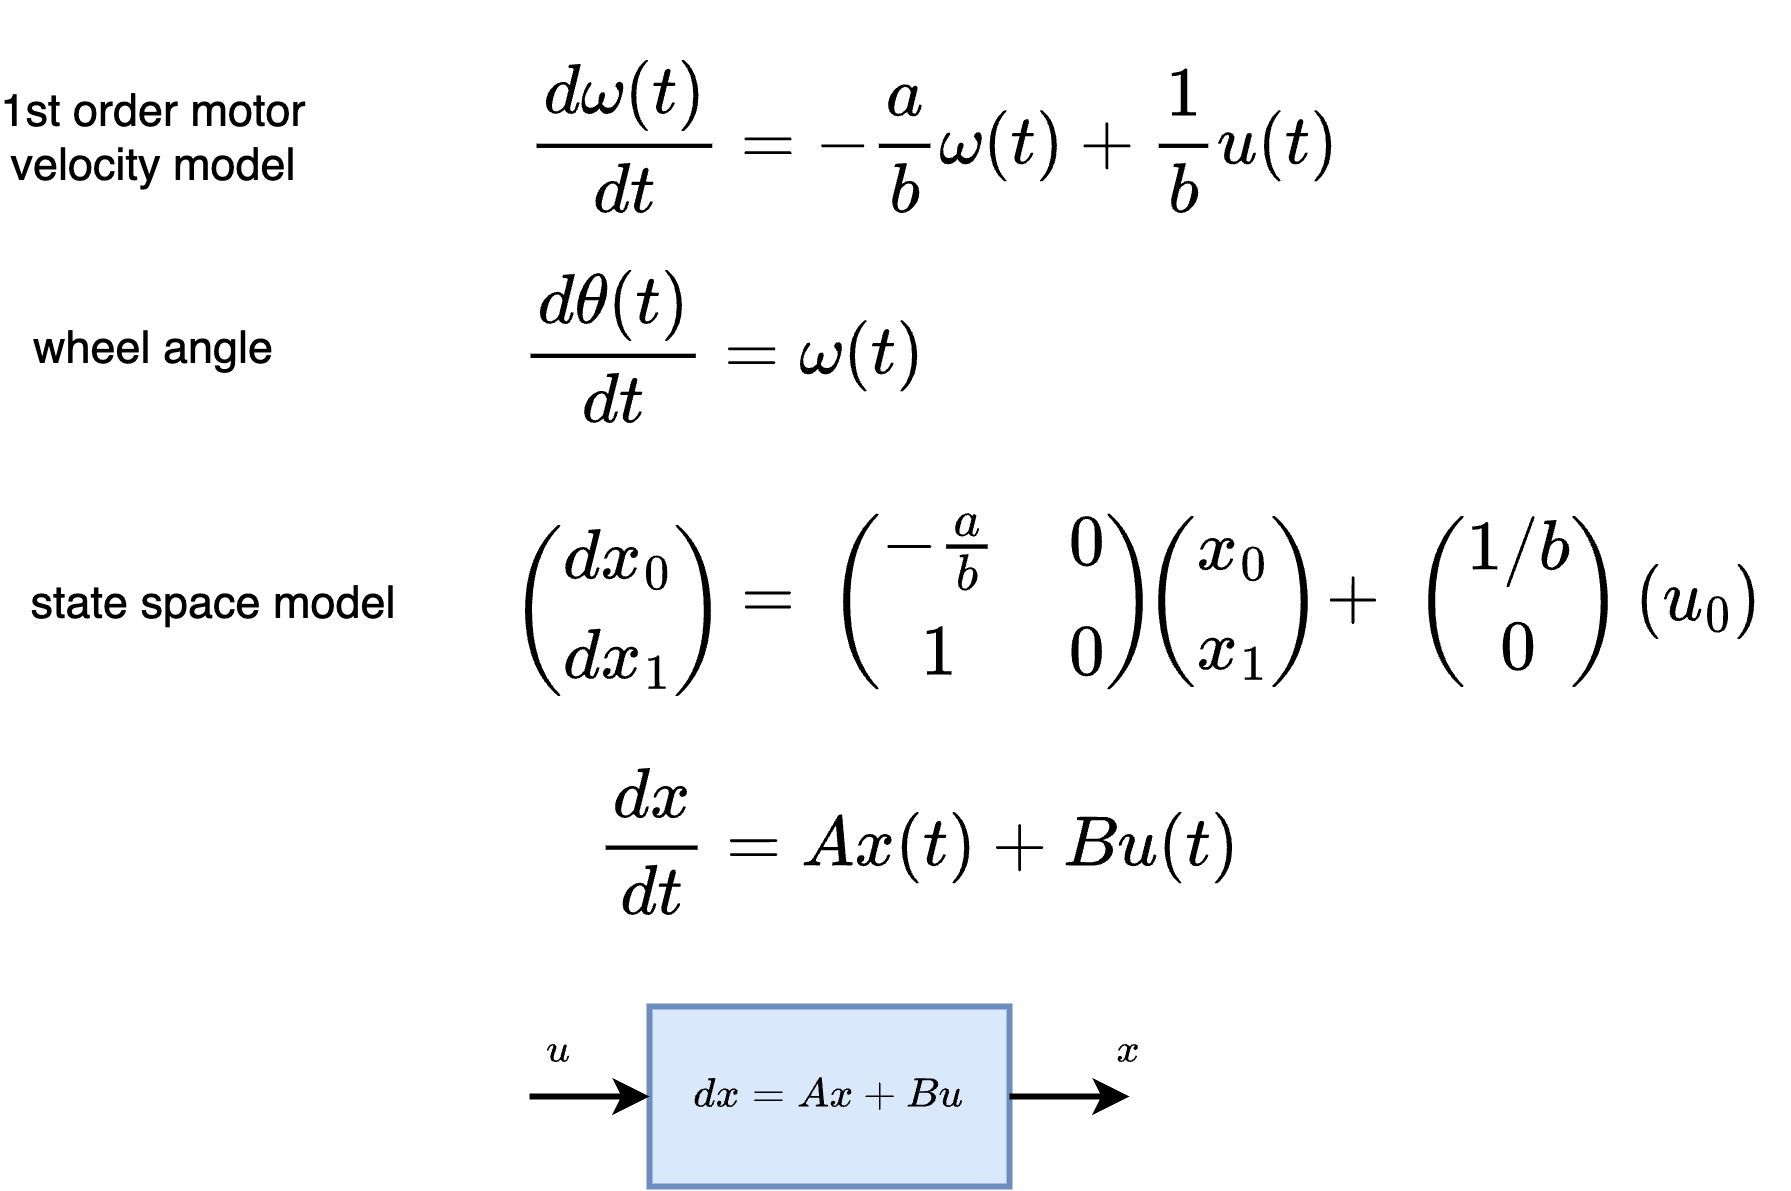 1st order motor
velocity model
dω(t)/dt = −a/b ω(t) + 1/b u(t)
wheel angle
dθ(t)/dt = ω(t)
state space model
(dx₀ dx₁) = (−a/b 0 1 0)(x₀ x₁) + (1/b 0)(u₀)
dx/dt = Ax(t) + Bu(t)
u
dx = Ax + Bu
x